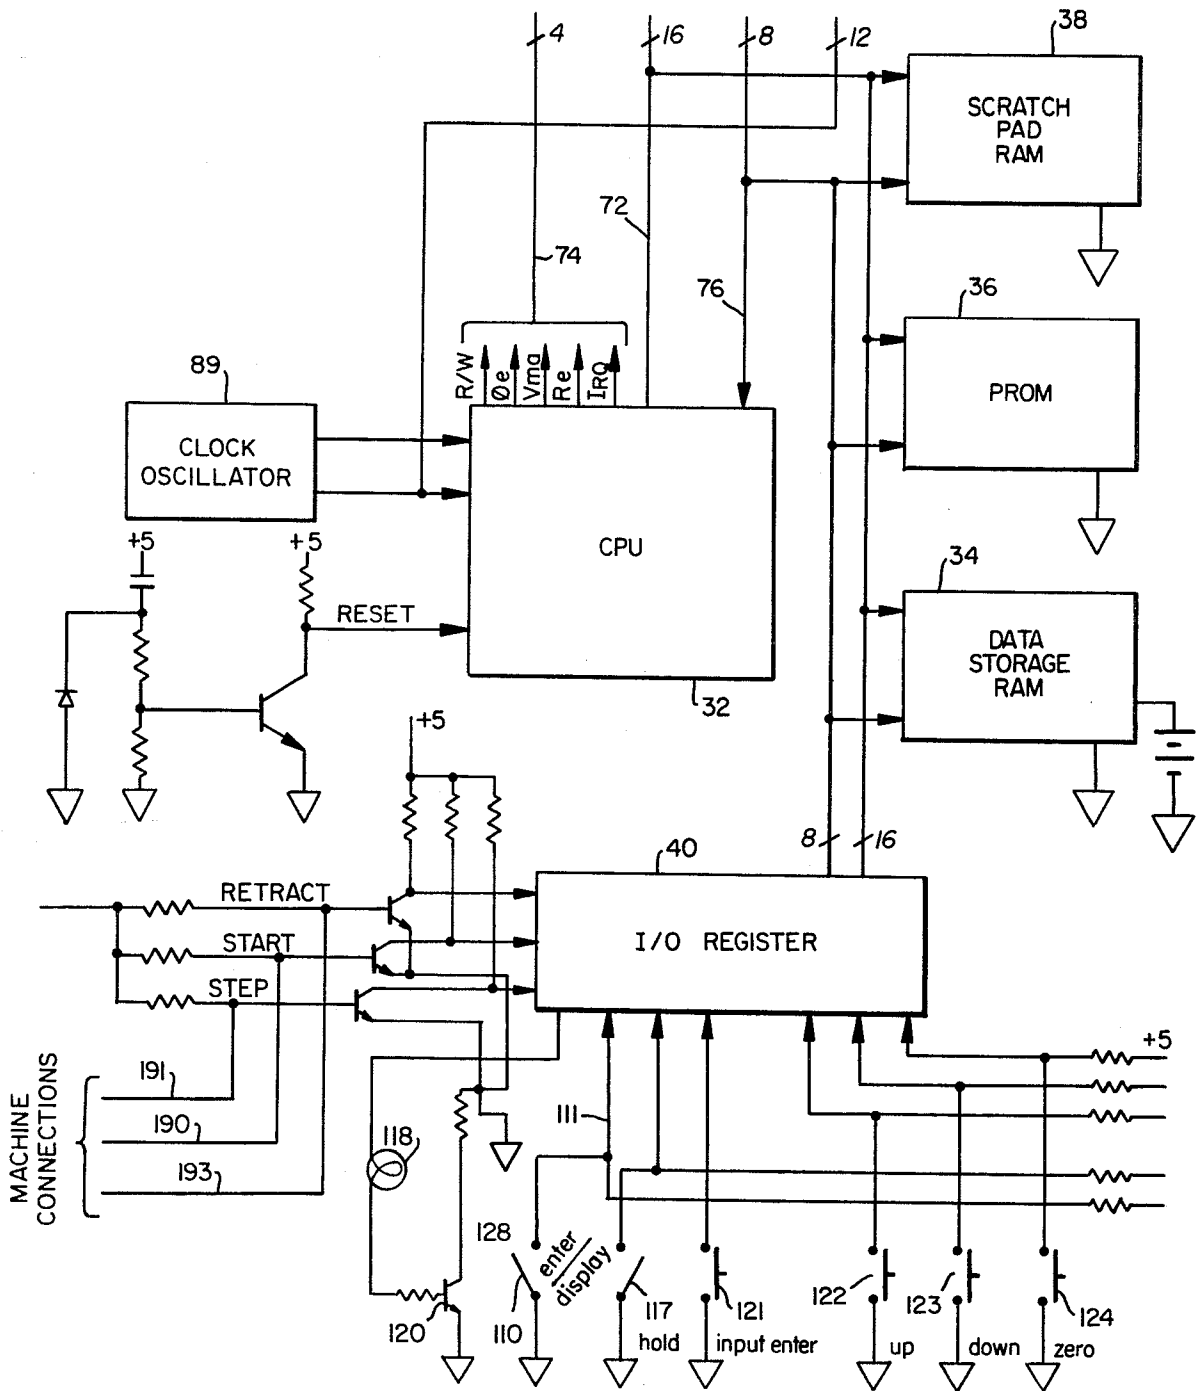 4
16
8
12
38
SCRATCH
PAD
RAM
72
74
76
36
PROM
89
CLOCK
OSCILLATOR
R/W
Øe
Vma
Re
IRQ
CPU
+5
+5
RESET
32
34
DATA
STORAGE
RAM
+5
8
16
40
RETRACT
START
STEP
I/O REGISTER
MACHINE
CONNECTIONS
191
190
193
118
111
+5
128
enter
display
110
120
117
hold
121
input enter
122
up
123
down
124
zero